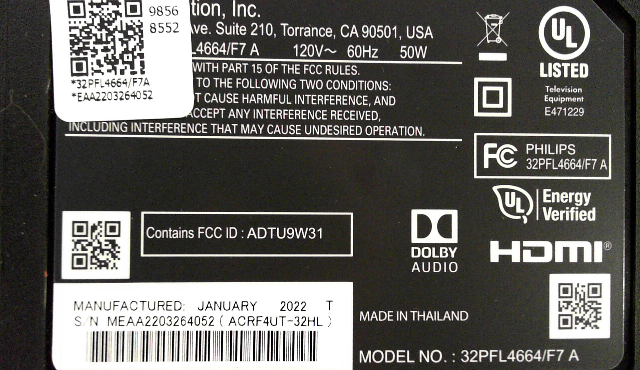 9856
8552
*32PFL4664/F7A
*EAA2203264052
tion, Inc.
Ave. Suite 210, Torrance, CA 90501, USA
L4664/F7 A 120V～ 60Hz 50W
WITH PART 15 OF THE FCC RULES.
TO THE FOLLOWING TWO CONDITIONS:
T CAUSE HARMFUL INTERFERENCE, AND
ACCEPT ANY INTERFERENCE RECEIVED,
INCLUDING INTERFERENCE THAT MAY CAUSE UNDESIRED OPERATION.
UL
LISTED
Television
Equipment
E471229
FC PHILIPS
32PFL4664/F7 A
UL Energy
Verified
Contains FCC ID : ADTU9W31
DOLBY
AUDIO
HDMI®
MANUFACTURED: JANUARY 2022 T
S/N MEAA2203264052 ( ACRF4UT-32HL )
MADE IN THAILAND
MODEL NO. : 32PFL4664/F7 A